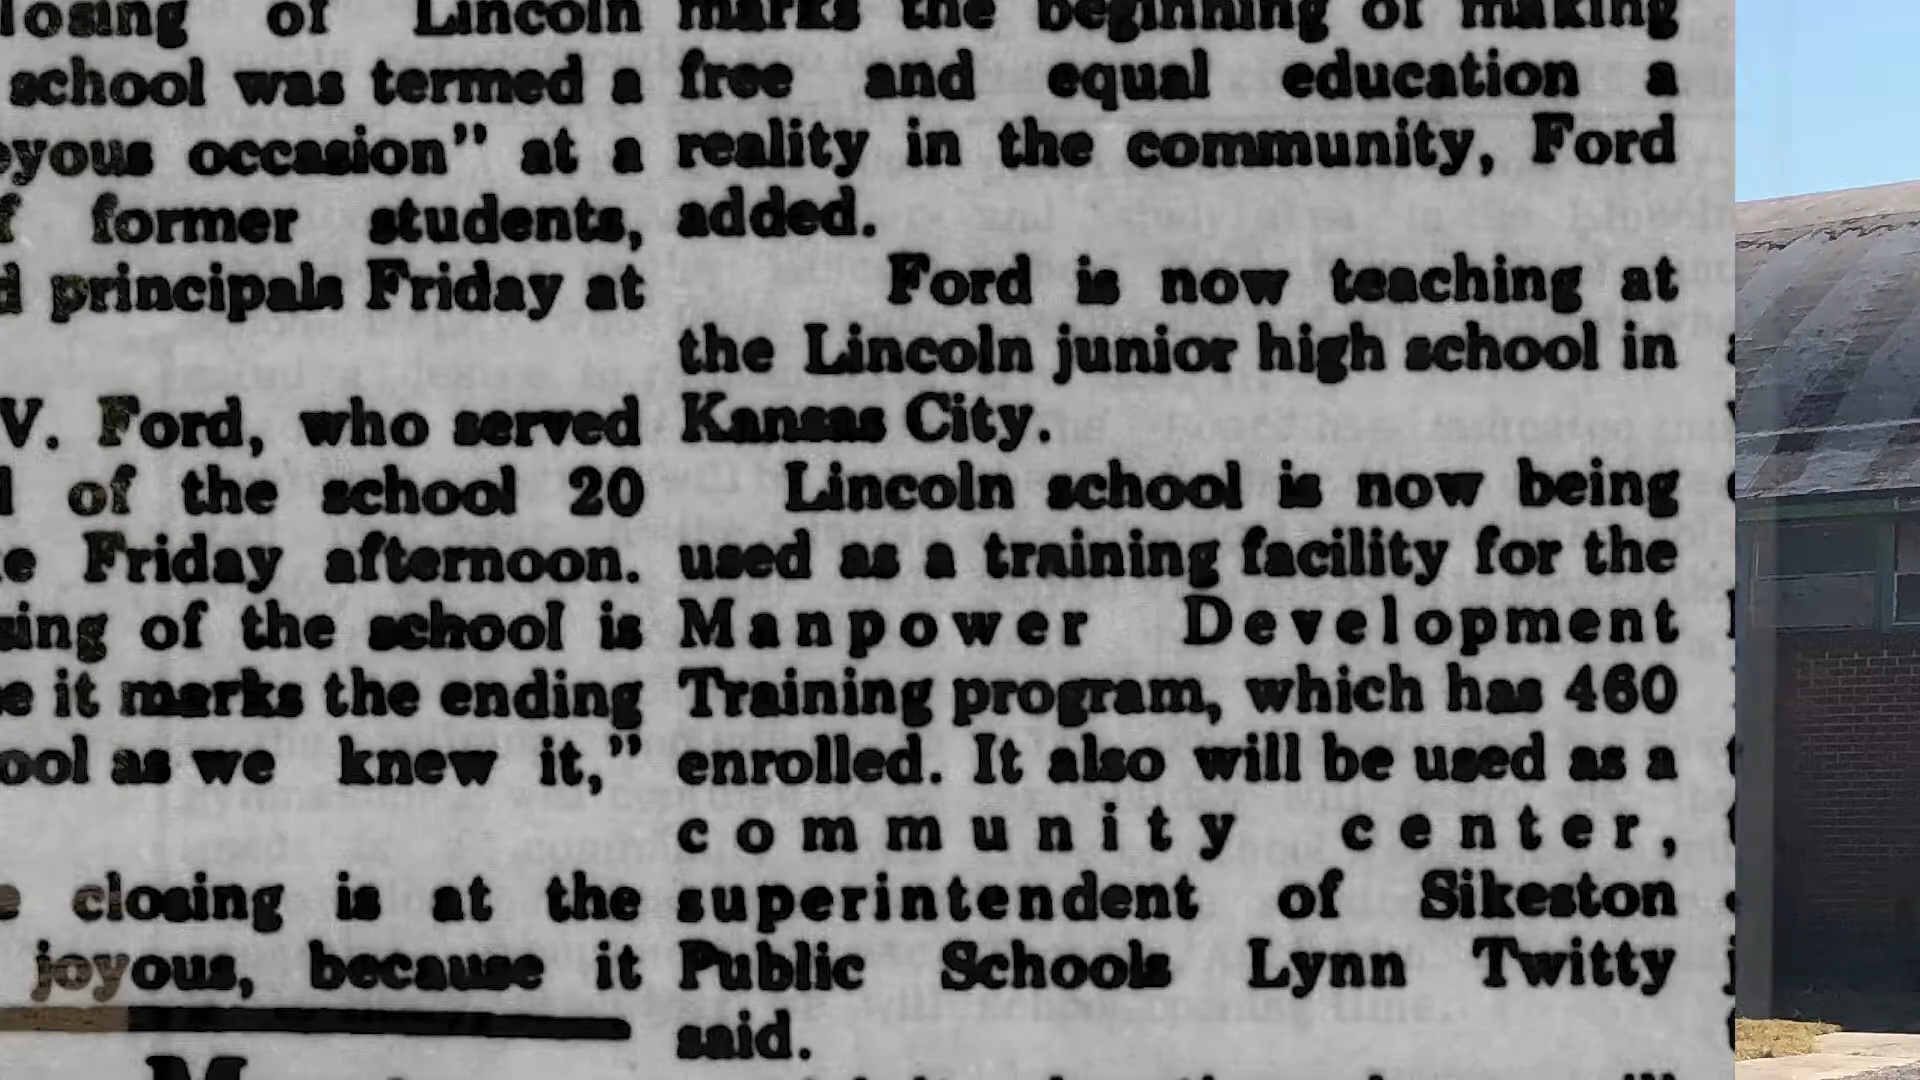 of Lincoln
school was termed a
occasion" at a
former students,
principals Friday at
V. Ford, who served
of the school 20
Friday afternoon.
of the school is
it marks the ending
as we knew it,"
closing is at the
joyous, because it
marks the beginning of making
free and equal education a
reality in the community, Ford
added.
Ford is now teaching at
the Lincoln junior high school in
Kansas City.
Lincoln school is now being
used as a training facility for the
Manpower Development
Training program, which has 460
enrolled. It also will be used as a
community center,
superintendent of Sikeston
Public Schools Lynn Twitty
said.